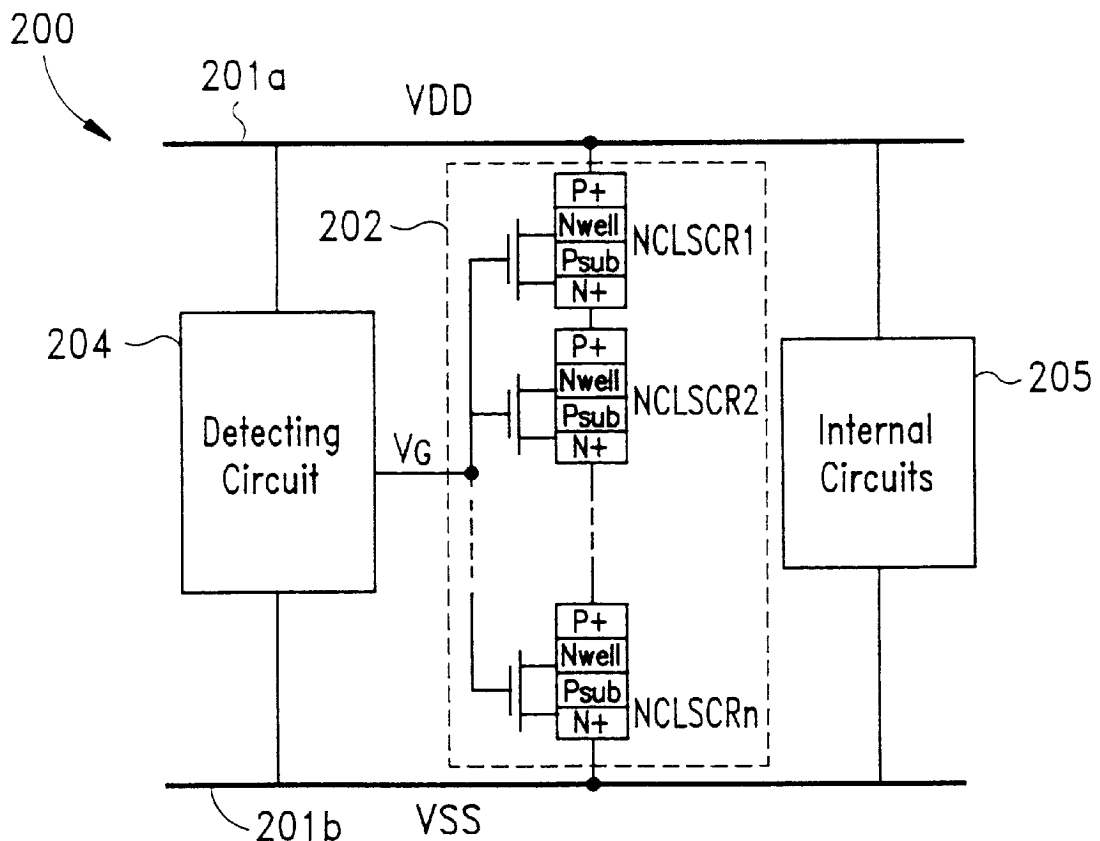 200
201a
VDD
202
P+
Nwell
Psub
N+
NCLSCR1
204
Detecting
Circuit
VG
P+
Nwell
Psub
N+
NCLSCR2
205
Internal
Circuits
P+
Nwell
Psub
N+
NCLSCRn
201b
VSS